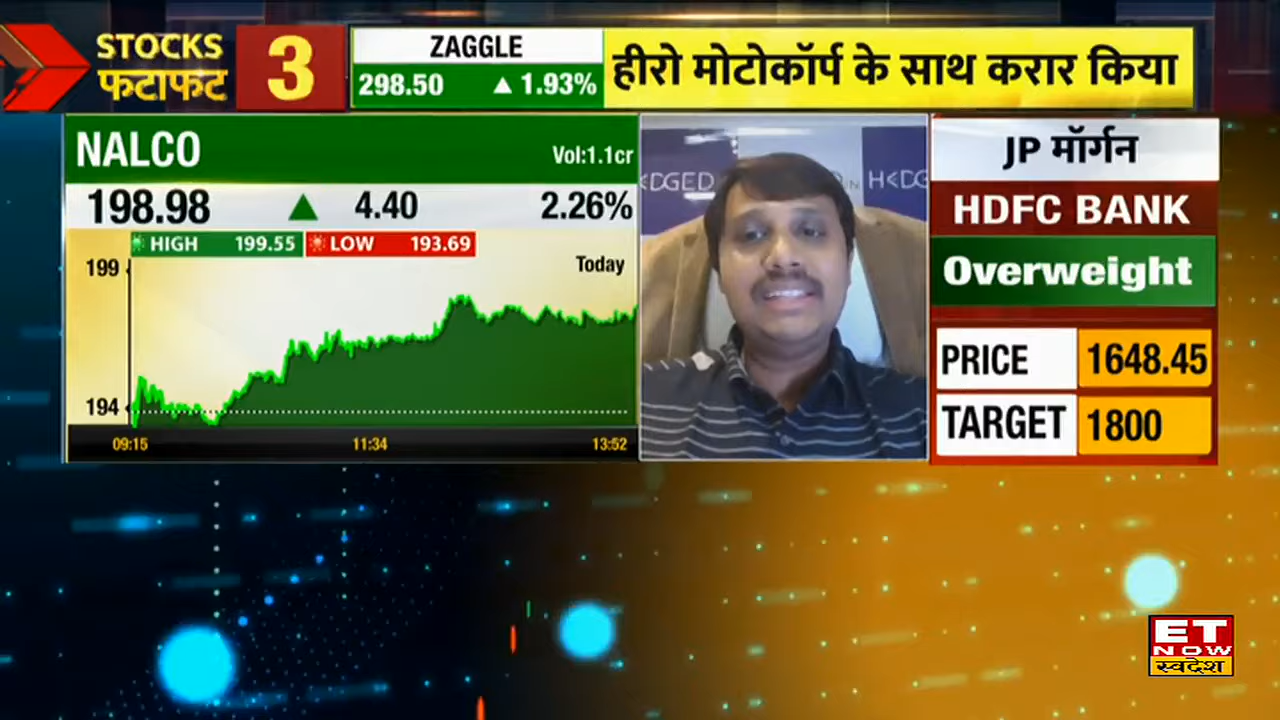 STOCKS
फटाफट
3
ZAGGLE
298.50 ▲ 1.93%
हीरो मोटोकॉर्प के साथ करार किया
NALCO
Vol:1.1cr
198.98 ▲ 4.40 2.26%
HIGH 199.55 LOW 193.69
Today
199
194
09:15 11:34 13:52
HEDGED
JP मॉर्गन
HDFC BANK
Overweight
PRICE 1648.45
TARGET 1800
ET
NOW
स्वदेश